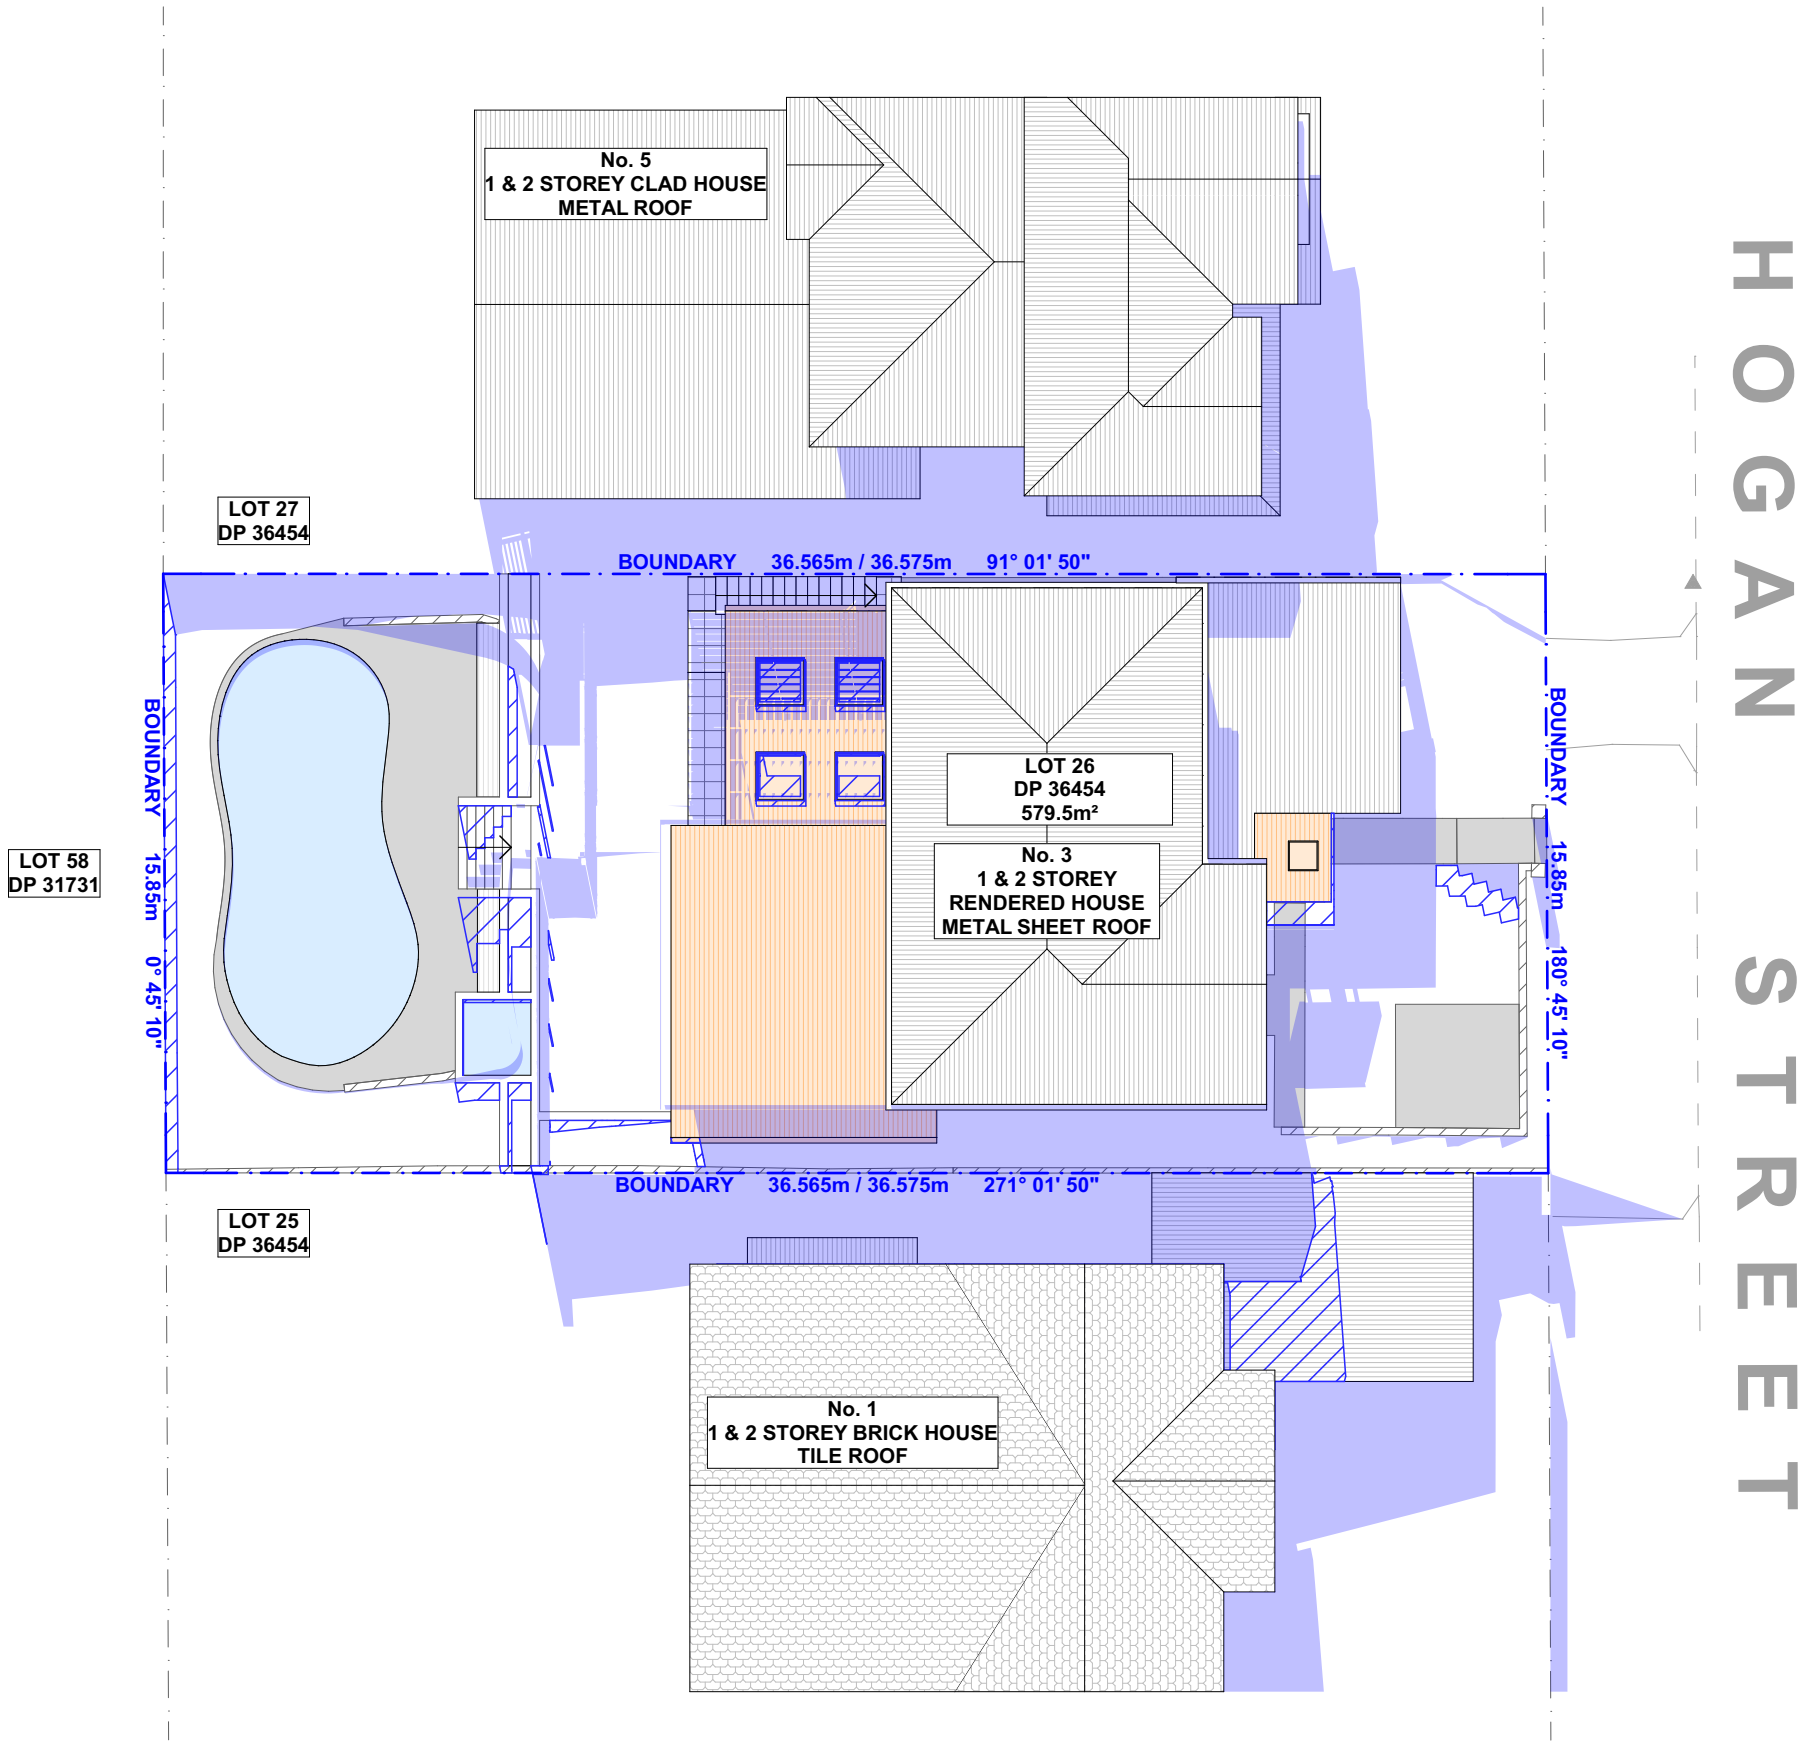 No. 5
1 & 2 STOREY CLAD HOUSE
METAL ROOF
LOT 27
DP 36454
BOUNDARY 36.565m / 36.575m 91° 01' 50"
BOUNDARY 15.85m 0° 45' 10"
LOT 58
DP 31731
LOT 26
DP 36454
579.5m²
No. 3
1 & 2 STOREY
RENDERED HOUSE
METAL SHEET ROOF
BOUNDARY 15.85m 180° 45' 10"
BOUNDARY 36.565m / 36.575m 271° 01' 50"
LOT 25
DP 36454
No. 1
1 & 2 STOREY BRICK HOUSE
TILE ROOF
HOGAN STREET